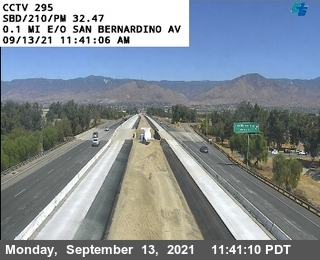 CCTV 295
SBD/210/PM 32.47
0.1 MI E/O SAN BERNARDINO AV
09/13/21 11:41:06 AM
Monday, September 13, 2021 11:41:10 PDT